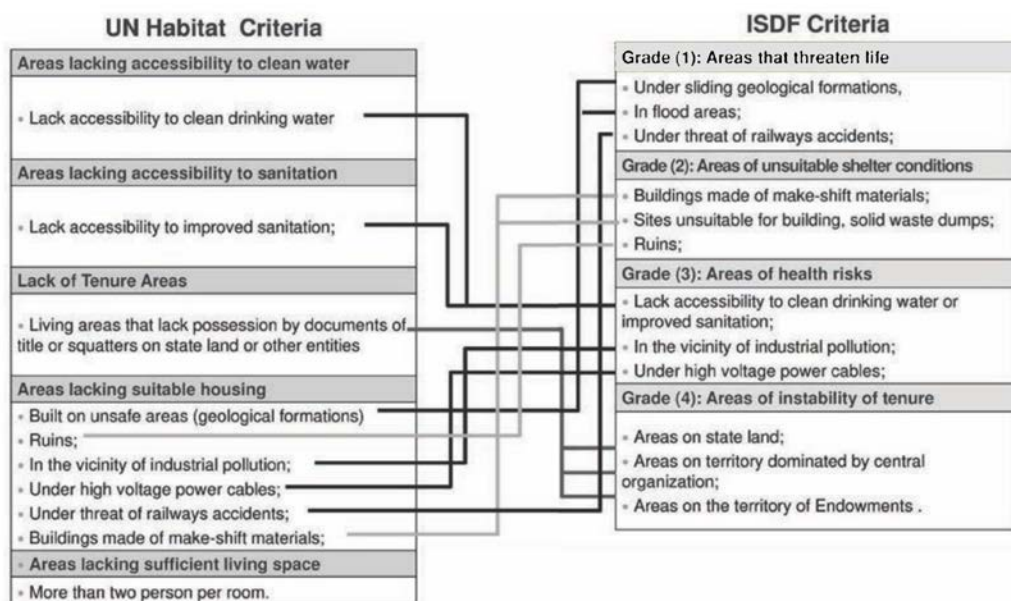 UN Habitat Criteria
Areas lacking accessibility to clean water
• Lack accessibility to clean drinking water
Areas lacking accessibility to sanitation
• Lack accessibility to improved sanitation;
Lack of Tenure Areas
• Living areas that lack possession by documents of
title or squatters on state land or other entities
Areas lacking suitable housing
• Built on unsafe areas (geological formations)
• Ruins;
• In the vicinity of industrial pollution;
• Under high voltage power cables;
• Under threat of railways accidents;
• Buildings made of make-shift materials;
• Areas lacking sufficient living space
• More than two person per room.
ISDF Criteria
Grade (1): Areas that threaten life
• Under sliding geological formations,
• In flood areas;
• Under threat of railways accidents;
Grade (2): Areas of unsuitable shelter conditions
• Buildings made of make-shift materials;
• Sites unsuitable for building, solid waste dumps;
• Ruins;
Grade (3): Areas of health risks
• Lack accessibility to clean drinking water or
improved sanitation;
• In the vicinity of industrial pollution;
• Under high voltage power cables;
Grade (4): Areas of instability of tenure
• Areas on state land;
• Areas on territory dominated by central
organization;
• Areas on the territory of Endowments .